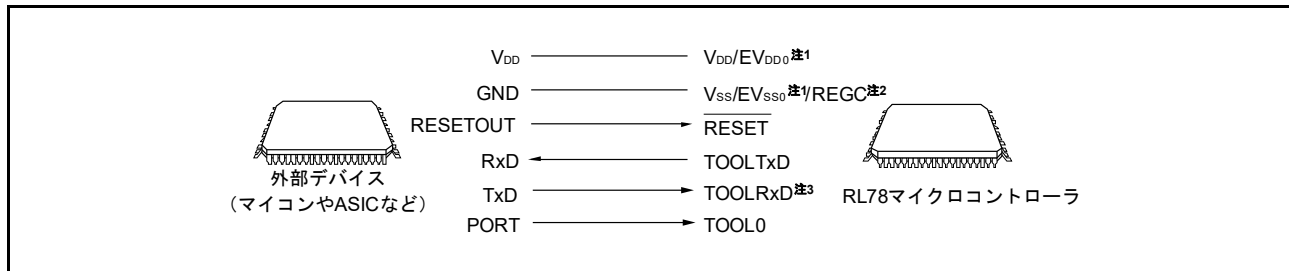 VDD VDD/EVDD0注1
GND VSS/EVSS0注1/REGC注2
RESETOUT RESET
RxD TOOLTxD
TxD TOOLRxD注3
PORT TOOL0
外部デバイス
(マイコンやASICなど)
RL78マイクロコントローラ